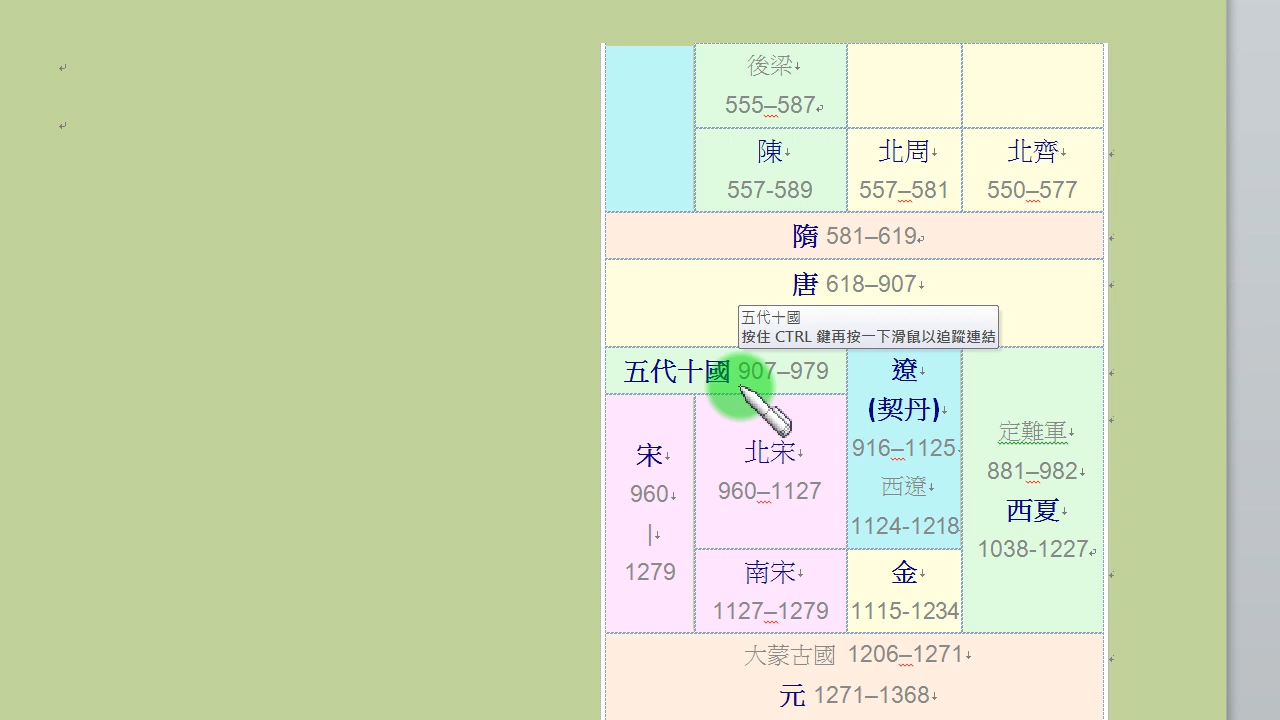 後梁
555–587
陳
557-589
北周
557–581
北齊
550–577
隋 581–619
唐 618–907
五代十國
按住 CTRL 鍵再按一下滑鼠以追蹤連結
五代十國 907–979
遼
(契丹)
916–1125
西遼
1124-1218
定難軍
881–982
西夏
1038-1227
宋
960
|
1279
北宋
960–1127
南宋
1127–1279
金
1115-1234
大蒙古國 1206–1271
元 1271–1368